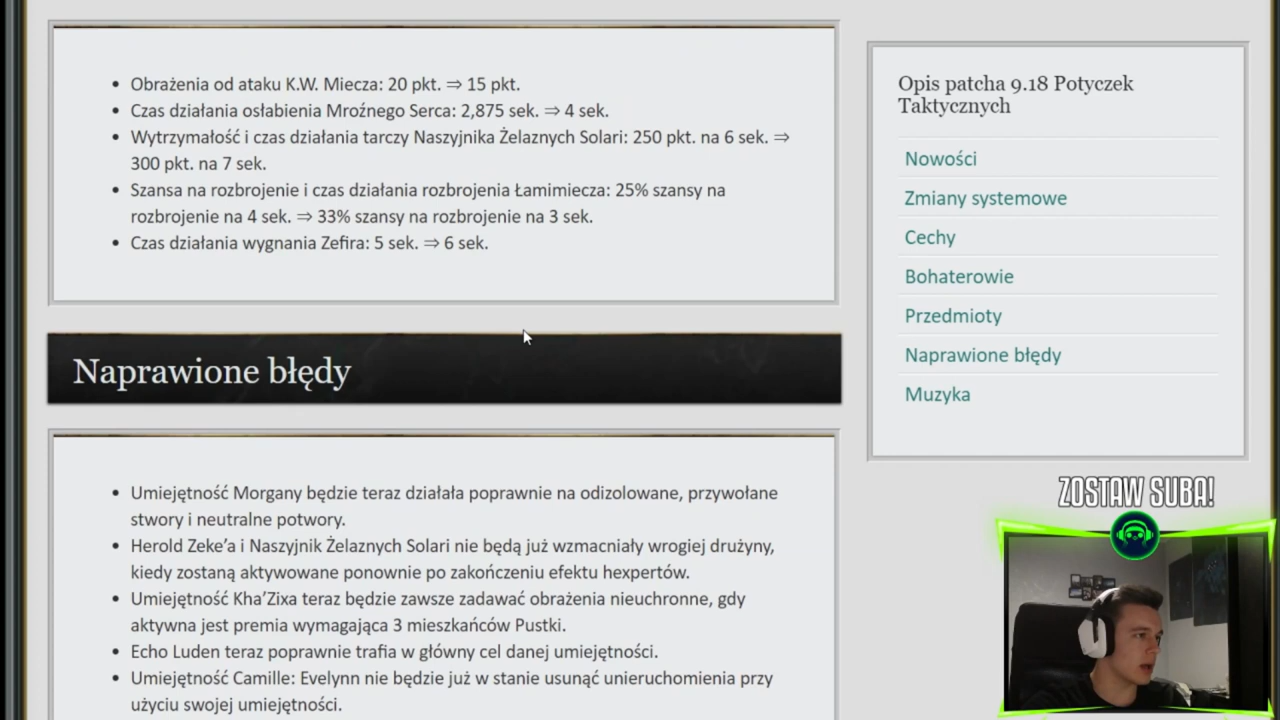 Obrażenia od ataku K.W. Miecza: 20 pkt. ⇒ 15 pkt.
Czas działania osłabienia Mroźnego Serca: 2,875 sek. ⇒ 4 sek.
Wytrzymałość i czas działania tarczy Naszyjnika Żelaznych Solari: 250 pkt. na 6 sek. ⇒
300 pkt. na 7 sek.
Szansa na rozbrojenie i czas działania rozbrojenia Łamimiecza: 25% szansy na
rozbrojenie na 4 sek. ⇒ 33% szansy na rozbrojenie na 3 sek.
Czas działania wygnania Zefira: 5 sek. ⇒ 6 sek.
Naprawione błędy
Umiejętność Morgany będzie teraz działała poprawnie na odizolowane, przywołane
stwory i neutralne potwory.
Herold Zeke’a i Naszyjnik Żelaznych Solari nie będą już wzmacniały wrogiej drużyny,
kiedy zostaną aktywowane ponownie po zakończeniu efektu hexpertów.
Umiejętność Kha’Zixa teraz będzie zawsze zadawać obrażenia nieuchronne, gdy
aktywna jest premia wymagająca 3 mieszkańców Pustki.
Echo Luden teraz poprawnie trafia w główny cel danej umiejętności.
Umiejętność Camille: Evelynn nie będzie już w stanie usunąć unieruchomienia przy
użyciu swojej umiejętności.
Opis patcha 9.18 Potyczek
Taktycznych
Nowości
Zmiany systemowe
Cechy
Bohaterowie
Przedmioty
Naprawione błędy
Muzyka
ZOSTAW SUBA!